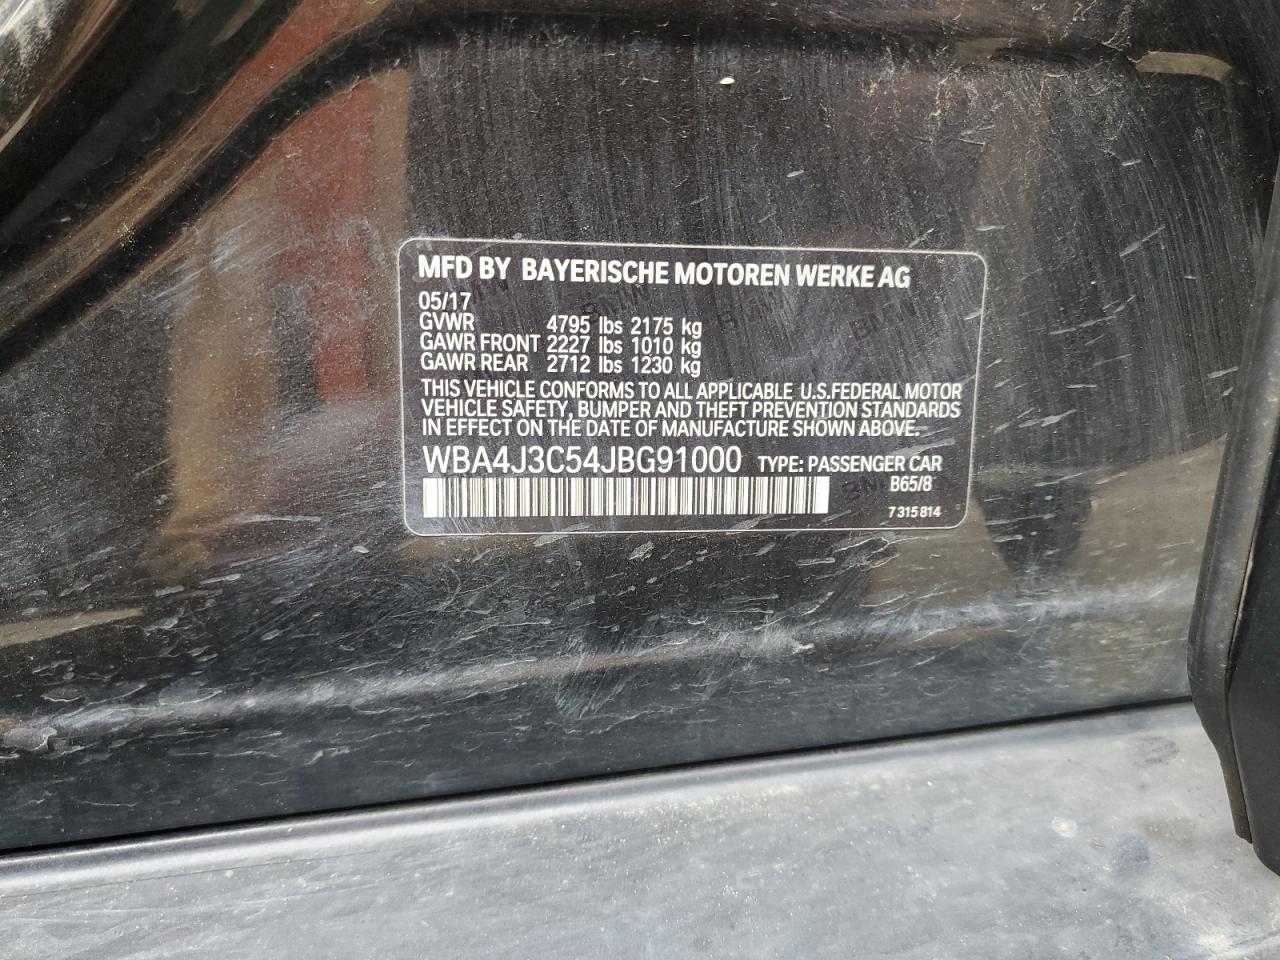 MFD BY BAYERISCHE MOTOREN WERKE AG
05/17
GVWR 4795 lbs 2175 kg
GAWR FRONT 2227 lbs 1010 kg
GAWR REAR 2712 lbs 1230 kg
THIS VEHICLE CONFORMS TO ALL APPLICABLE U.S.FEDERAL MOTOR
VEHICLE SAFETY, BUMPER AND THEFT PREVENTION STANDARDS
IN EFFECT ON THE DATE OF MANUFACTURE SHOWN ABOVE.
WBA4J3C54JBG91000 TYPE: PASSENGER CAR
B65/8
7 315 814